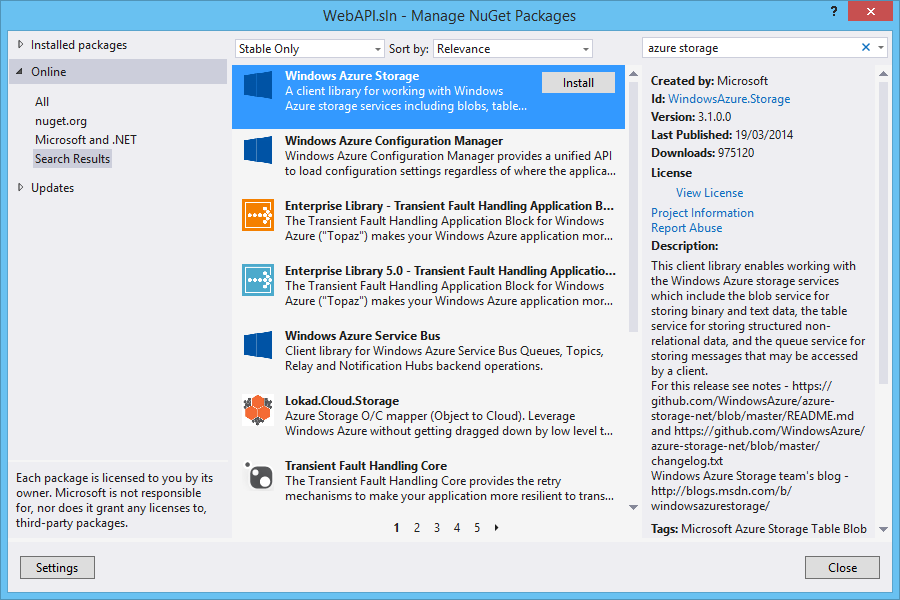 WebAPI.sln - Manage NuGet Packages
?
Installed packages
Online
All
nuget.org
Microsoft and .NET
Search Results
Updates
Each package is licensed to you by its
owner. Microsoft is not responsible
for, nor does it grant any licenses to,
third-party packages.
Settings
Stable Only
Sort by:
Relevance
Windows Azure Storage
A client library for working with Windows
Azure storage services including blobs, table...
Install
Windows Azure Configuration Manager
Windows Azure Configuration Manager provides a unified API
to load configuration settings regardless of where the applica...
Enterprise Library - Transient Fault Handling Application B...
The Transient Fault Handling Application Block for Windows
Azure ("Topaz") makes your Windows Azure application mor...
Enterprise Library 5.0 - Transient Fault Handling Applicatio...
The Transient Fault Handling Application Block for Windows
Azure ("Topaz") makes your Windows Azure application mor...
Windows Azure Service Bus
Client library for Windows Azure Service Bus Queues, Topics,
Relay and Notification Hubs backend operations.
Lokad.Cloud.Storage
Azure Storage O/C mapper (Object to Cloud). Leverage
Windows Azure without getting dragged down by low level t...
Transient Fault Handling Core
The Transient Fault Handling Core provides the retry
mechanisms to make your application more resilient to trans...
1 2 3 4 5
azure storage
Created by: Microsoft
Id: WindowsAzure.Storage
Version: 3.1.0.0
Last Published: 19/03/2014
Downloads: 975120
License
View License
Project Information
Report Abuse
Description:
This client library enables working with
the Windows Azure storage services
which include the blob service for
storing binary and text data, the table
service for storing structured non-
relational data, and the queue service for
storing messages that may be accessed
by a client.
For this release see notes - https://
github.com/WindowsAzure/azure-
storage-net/blob/master/README.md
and https://github.com/WindowsAzure/
azure-storage-net/blob/master/
changelog.txt
Windows Azure Storage team's blog -
http://blogs.msdn.com/b/
windowsazurestorage/
Tags: Microsoft Azure Storage Table Blob
Close